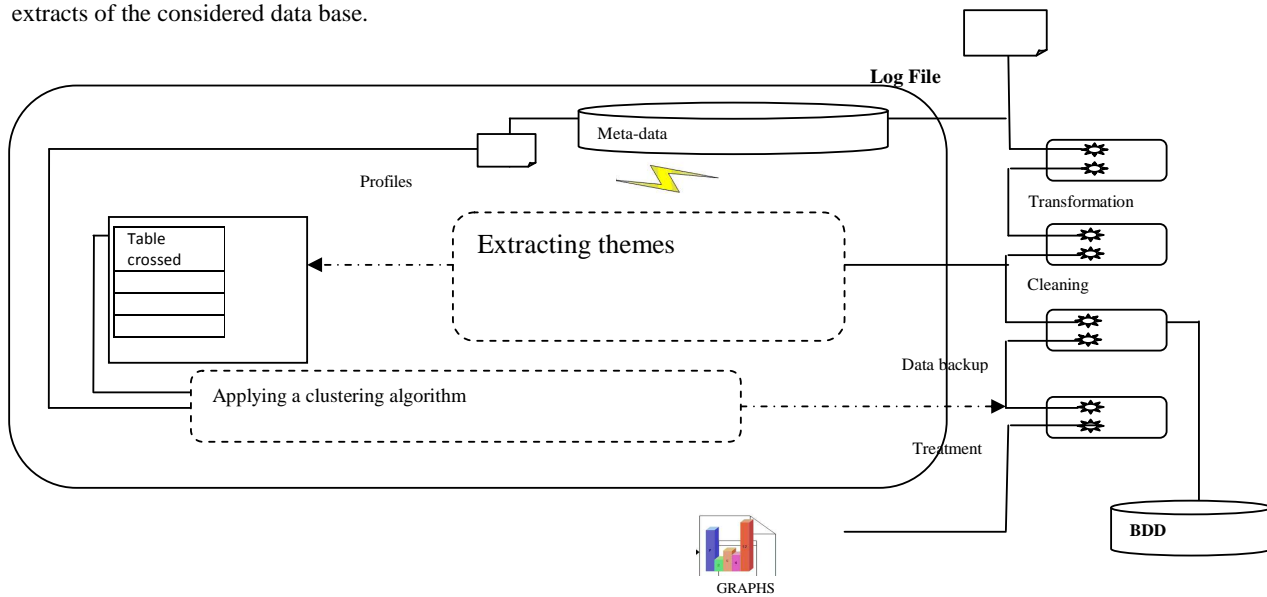 extracts of the considered data base.
Log File
Meta-data
Profiles
Transformation
Table
crossed
Extracting themes
Cleaning
Data backup
Applying a clustering algorithm
Treatment
BDD
GRAPHS